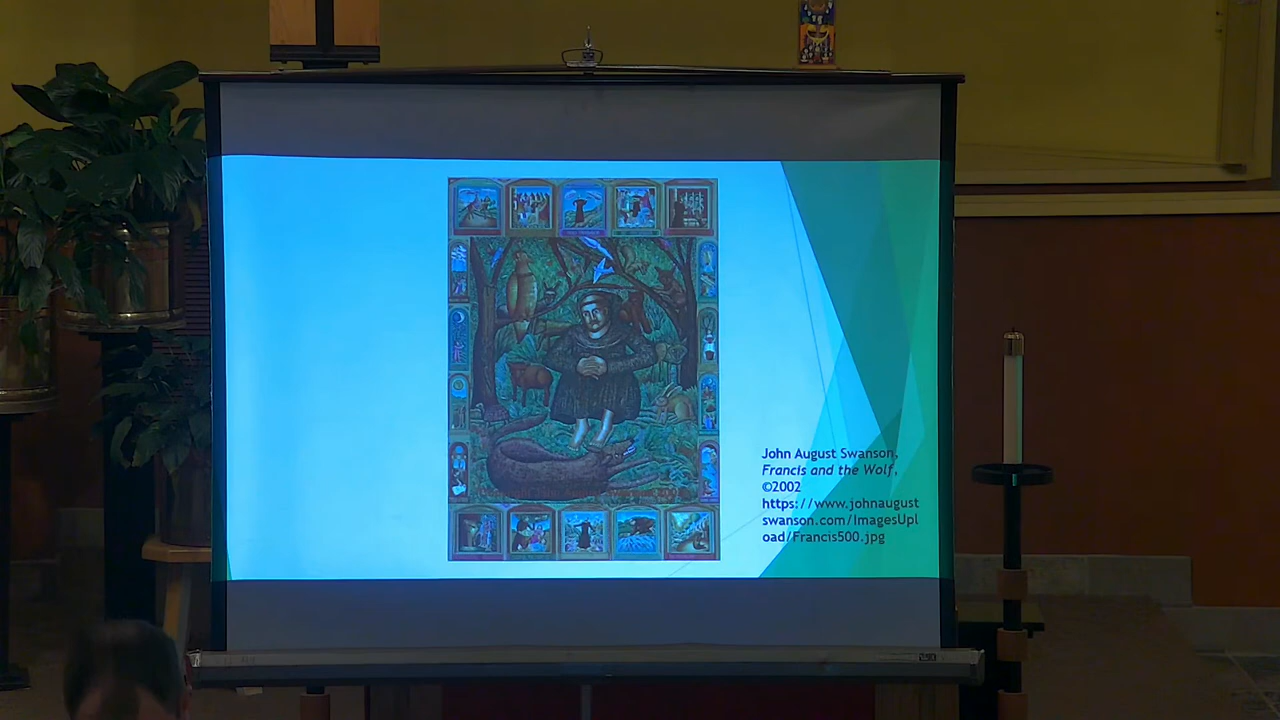 John August Swanson,
Francis and the Wolf,
©2002
https://www.johnaugust
swanson.com/ImagesUpl
oad/Francis500.jpg